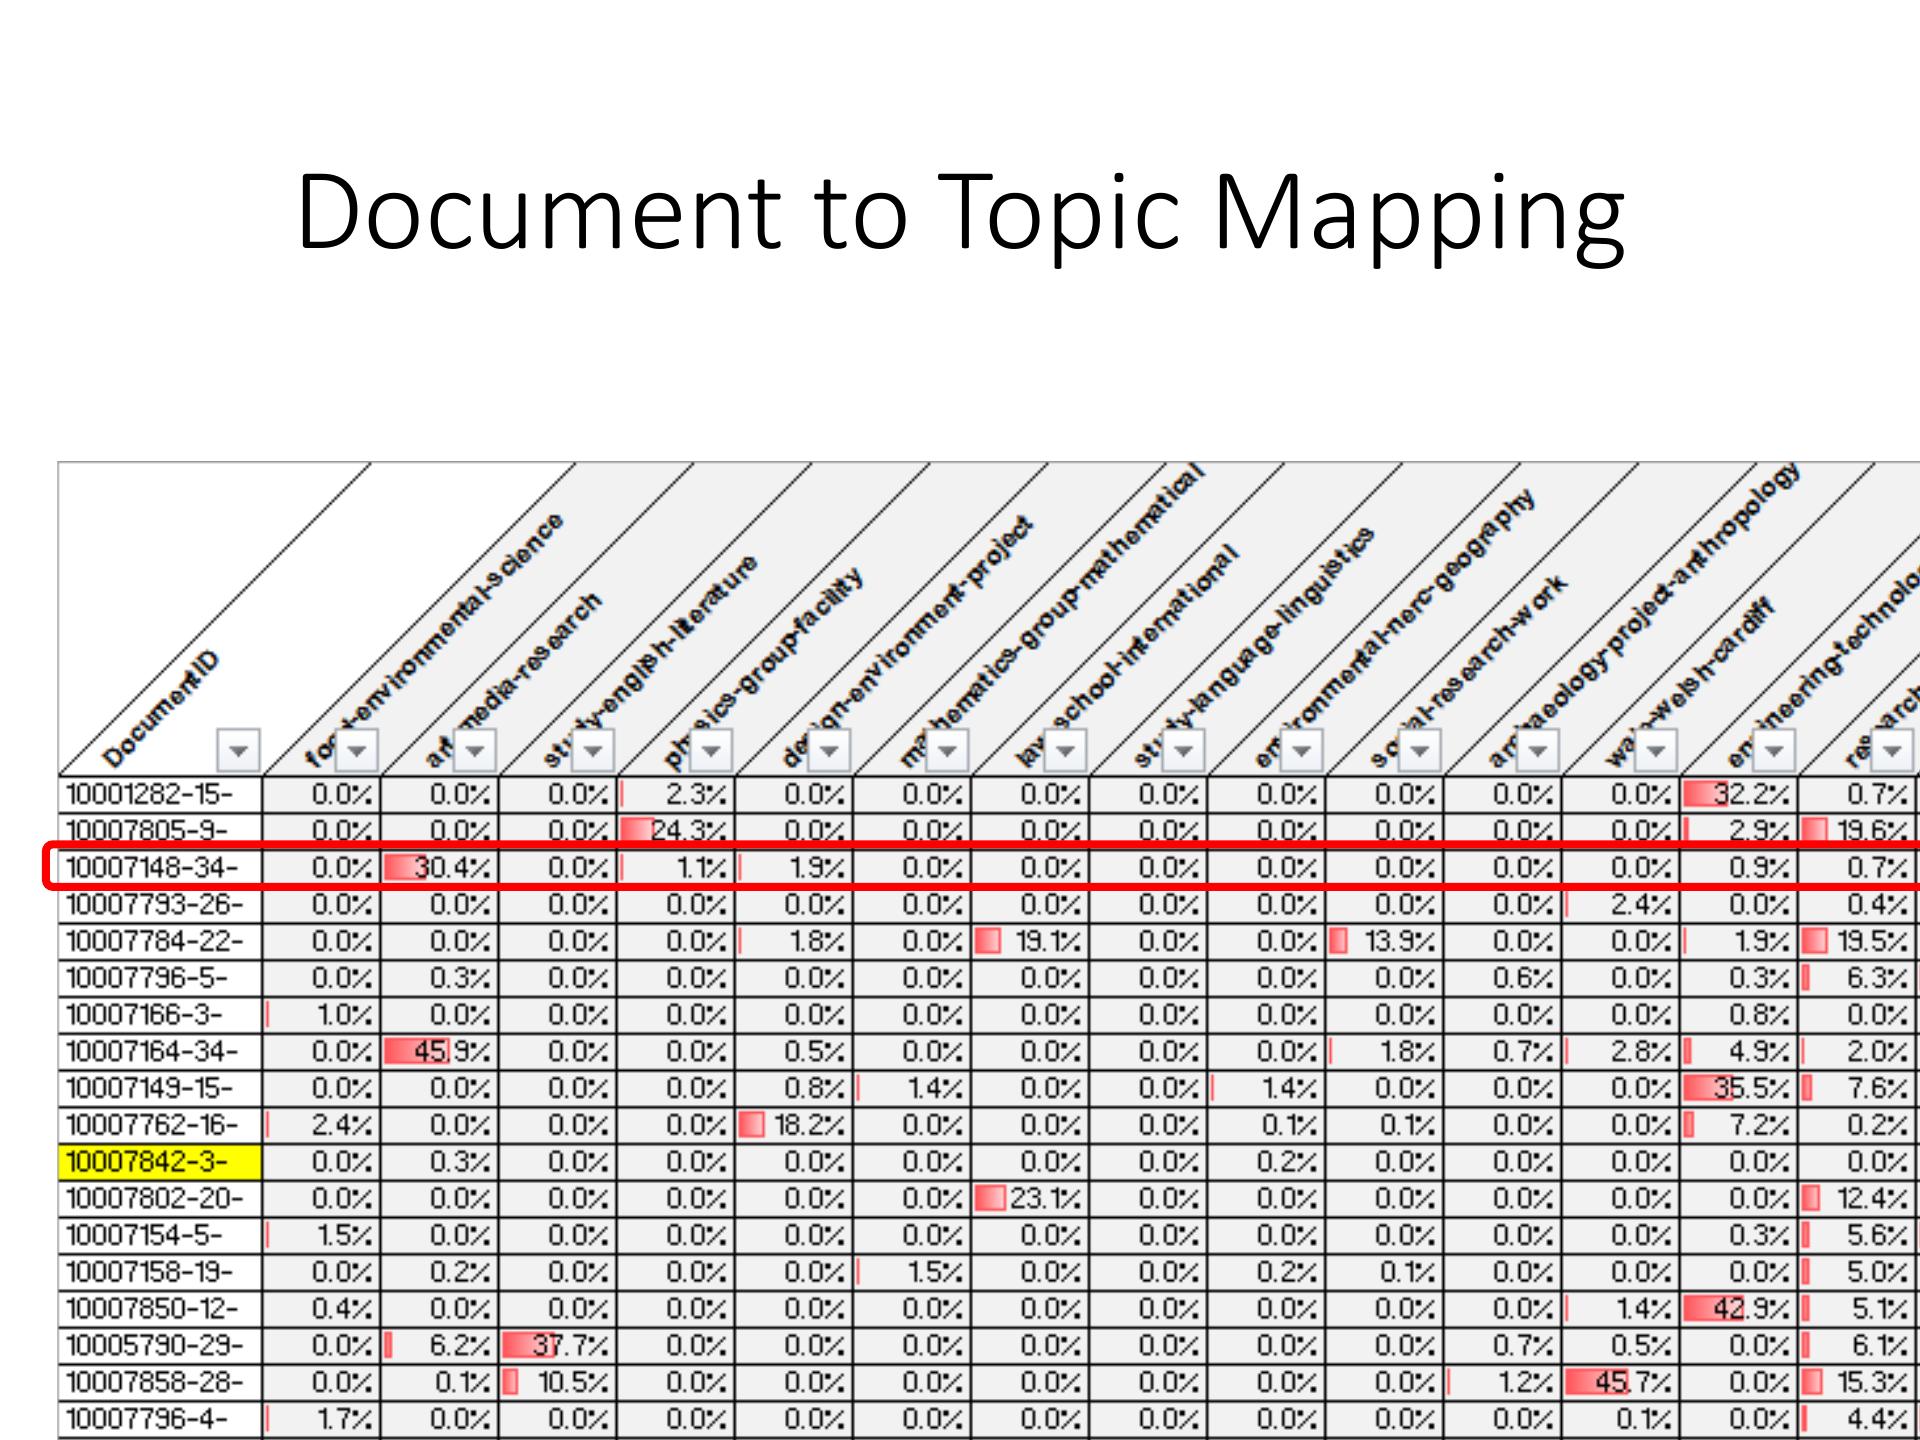 Document to Topic Mapping
DocumentID food-environmental-science art-media-research study-english-literature physics-group-facility design-environment-project mathematics-group-mathematical law-school-international study-language-linguistics environmental-nerc-geography social-research-work archaeology-project-anthropology wales-welsh-cardiff
10001282-15- 0.0% 0.0% 0.0% 2.3% 0.0% 0.0% 0.0% 0.0% 0.0% 0.0% 0.0% 0.0% 32.2% 0.7%
10007805-9- 0.0% 0.0% 0.0% 24.3% 0.0% 0.0% 0.0% 0.0% 0.0% 0.0% 0.0% 0.0% 2.9% 19.6%
10007148-34- 0.0% 30.4% 0.0% 1.1% 1.9% 0.0% 0.0% 0.0% 0.0% 0.0% 0.0% 0.0% 0.9% 0.7%
10007793-26- 0.0% 0.0% 0.0% 0.0% 0.0% 0.0% 0.0% 0.0% 0.0% 0.0% 0.0% 2.4% 0.0% 0.4%
10007784-22- 0.0% 0.0% 0.0% 0.0% 1.8% 0.0% 19.1% 0.0% 0.0% 13.9% 0.0% 0.0% 1.9% 19.5%
10007796-5- 0.0% 0.3% 0.0% 0.0% 0.0% 0.0% 0.0% 0.0% 0.0% 0.0% 0.6% 0.0% 0.3% 6.3%
10007166-3- 1.0% 0.0% 0.0% 0.0% 0.0% 0.0% 0.0% 0.0% 0.0% 0.0% 0.0% 0.0% 0.8% 0.0%
10007164-34- 0.0% 45.9% 0.0% 0.0% 0.5% 0.0% 0.0% 0.0% 0.0% 1.8% 0.7% 2.8% 4.9% 2.0%
10007149-15- 0.0% 0.0% 0.0% 0.0% 0.8% 1.4% 0.0% 0.0% 1.4% 0.0% 0.0% 0.0% 35.5% 7.6%
10007762-16- 2.4% 0.0% 0.0% 0.0% 18.2% 0.0% 0.0% 0.0% 0.1% 0.1% 0.0% 0.0% 7.2% 0.2%
10007842-3- 0.0% 0.3% 0.0% 0.0% 0.0% 0.0% 0.0% 0.0% 0.2% 0.0% 0.0% 0.0% 0.0% 0.0%
10007802-20- 0.0% 0.0% 0.0% 0.0% 0.0% 0.0% 23.1% 0.0% 0.0% 0.0% 0.0% 0.0% 0.0% 12.4%
10007154-5- 1.5% 0.0% 0.0% 0.0% 0.0% 0.0% 0.0% 0.0% 0.0% 0.0% 0.0% 0.0% 0.3% 5.6%
10007158-19- 0.0% 0.2% 0.0% 0.0% 0.0% 1.5% 0.0% 0.0% 0.2% 0.1% 0.0% 0.0% 0.0% 5.0%
10007850-12- 0.4% 0.0% 0.0% 0.0% 0.0% 0.0% 0.0% 0.0% 0.0% 0.0% 0.0% 1.4% 42.9% 5.1%
10005790-29- 0.0% 6.2% 37.7% 0.0% 0.0% 0.0% 0.0% 0.0% 0.0% 0.0% 0.7% 0.5% 0.0% 6.1%
10007858-28- 0.0% 0.1% 10.5% 0.0% 0.0% 0.0% 0.0% 0.0% 0.0% 0.0% 1.2% 45.7% 0.0% 15.3%
10007796-4- 1.7% 0.0% 0.0% 0.0% 0.0% 0.0% 0.0% 0.0% 0.0% 0.0% 0.0% 0.1% 0.0% 4.4%